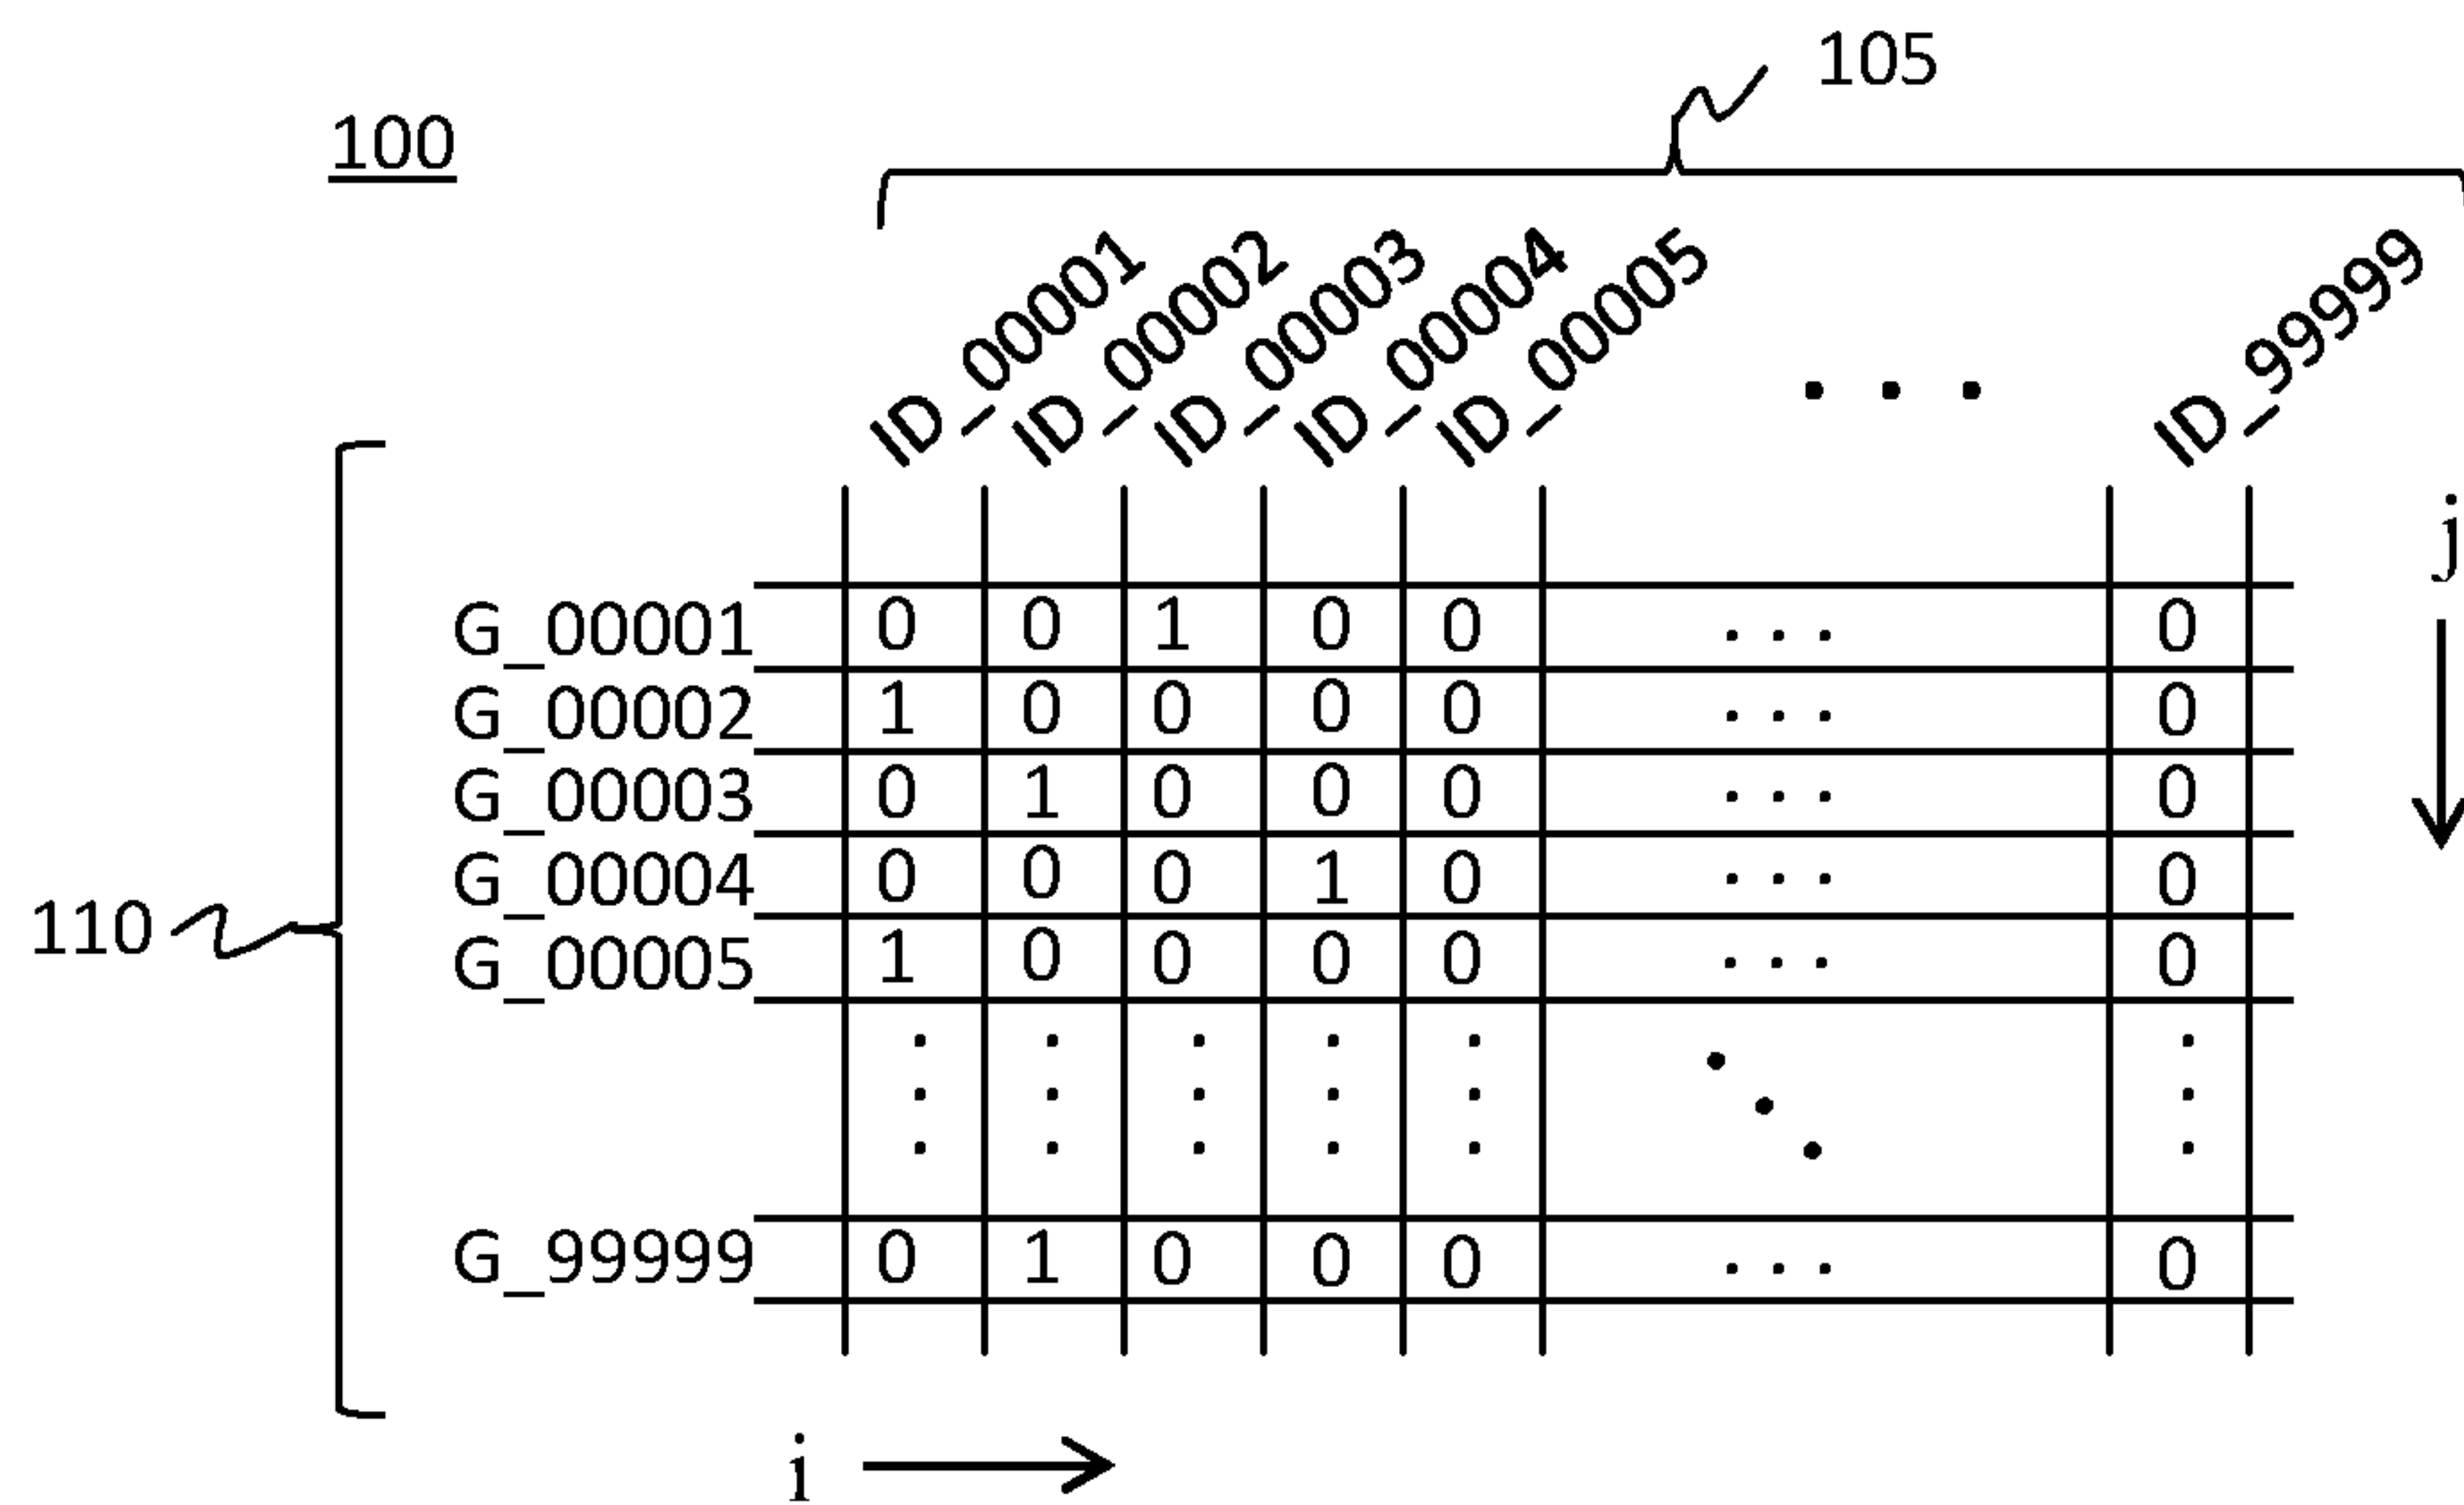 105
100
ID_00001 ID_00002 ID_00003 ID_00004 ID_00005 . . . ID_99999
j
G_00001 0 0 1 0 0 . . . 0
G_00002 1 0 0 0 0 . . . 0
G_00003 0 1 0 0 0 . . . 0
G_00004 0 0 0 1 0 . . . 0
110
G_00005 1 0 0 0 0 . . . 0
G_99999 0 1 0 0 0 . . . 0
i